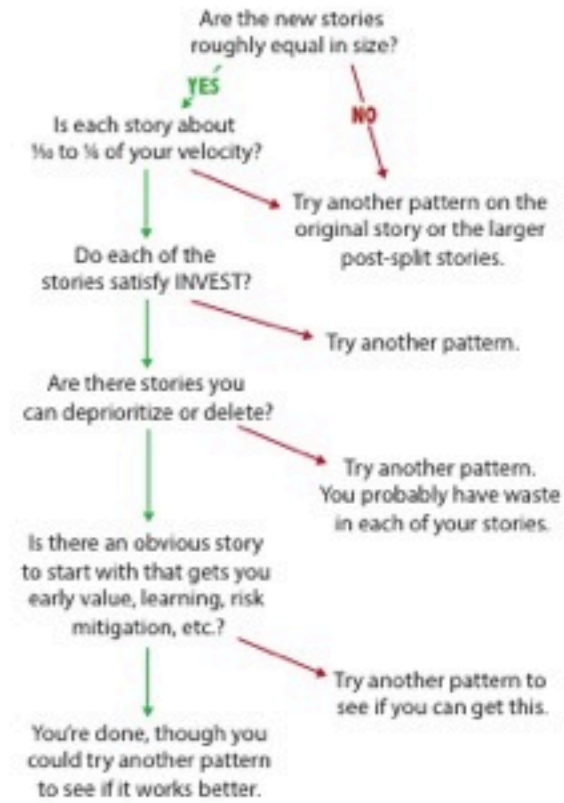 Are the new stories
roughly equal in size?
YES
NO
Is each story about
⅒ to ⅙ of your velocity?
Try another pattern on the
original story or the larger
post-split stories.
Do each of the
stories satisfy INVEST?
Try another pattern.
Are there stories you
can deprioritize or delete?
Try another pattern.
You probably have waste
in each of your stories.
Is there an obvious story
to start with that gets you
early value, learning, risk
mitigation, etc.?
Try another pattern to
see if you can get this.
You're done, though you
could try another pattern
to see if it works better.